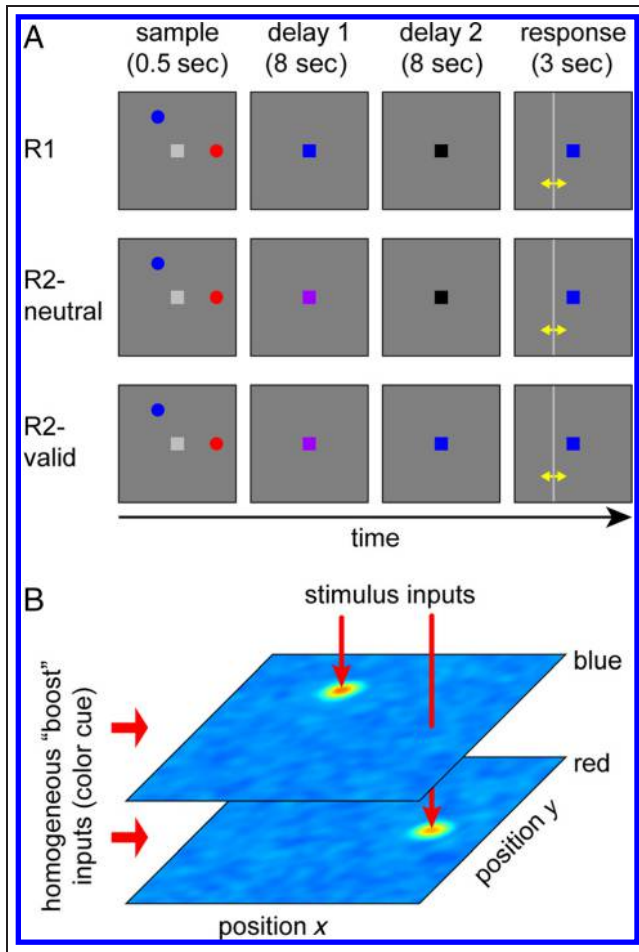 A
sample delay 1 delay 2 response
(0.5 sec) (8 sec) (8 sec) (3 sec)
R1
R2-
neutral
R2-
valid
time
B
stimulus inputs
blue
red
homogeneous "boost"
inputs (color cue)
position y
position x